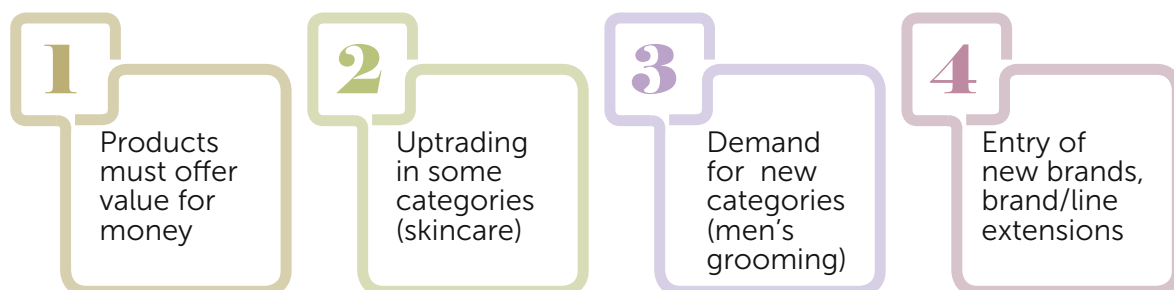 1
Products
must offer
value for
money
2
Uptrading
in some
categories
(skincare)
3
Demand
for new
categories
(men's
grooming)
4
Entry of
new brands,
brand/line
extensions